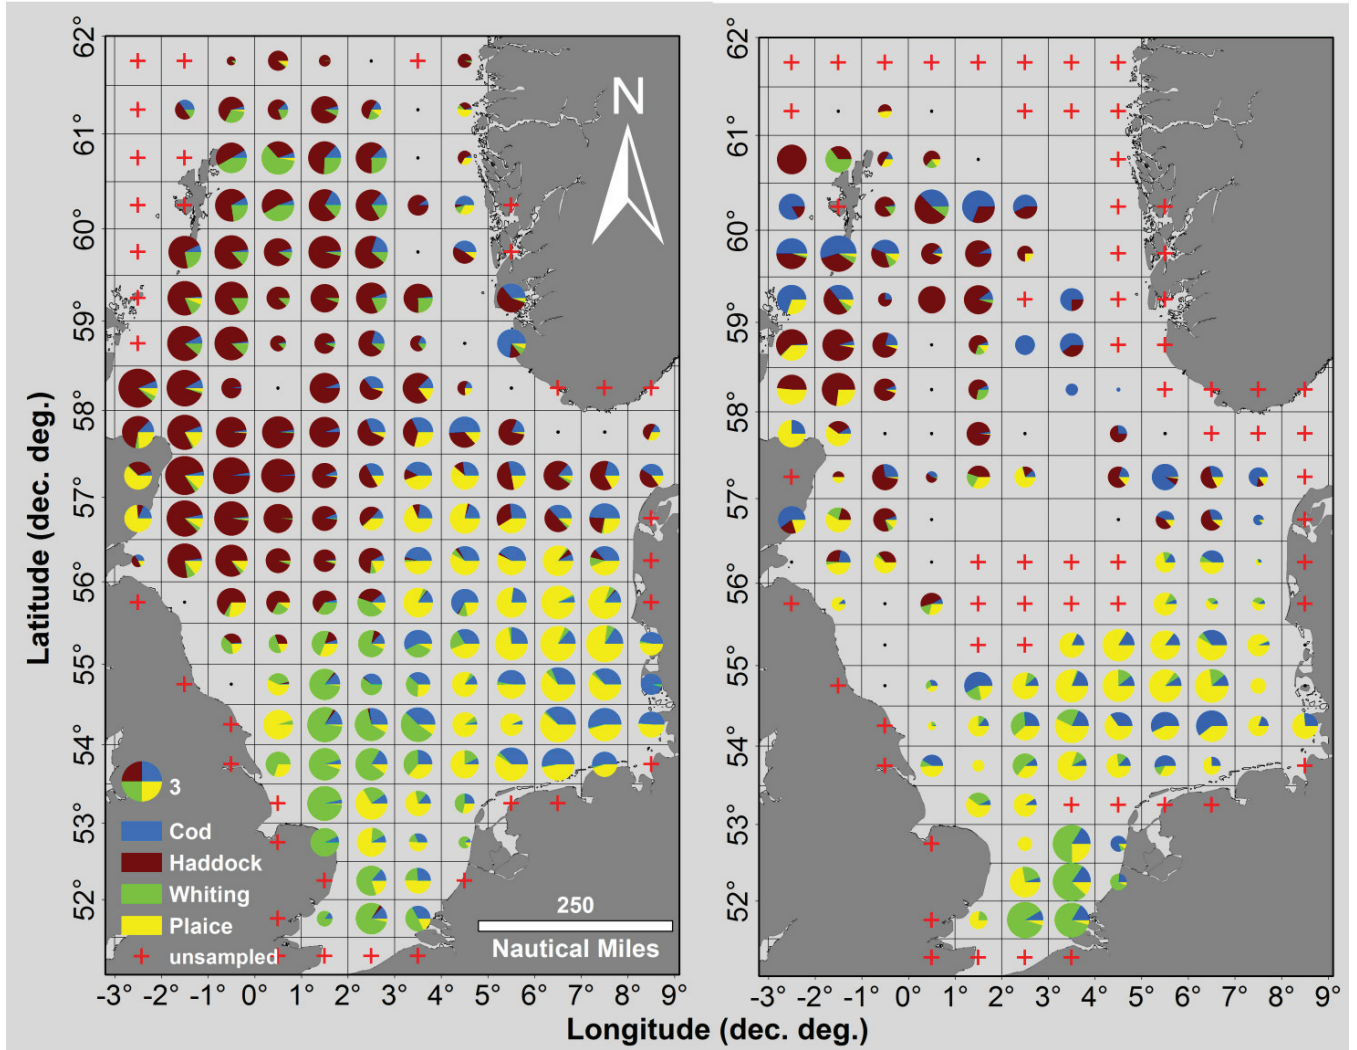 62°
61°
60°
59°
58°
57°
56°
55°
54°
53°
52°
Latitude (dec. deg.)
N
3
Cod
Haddock
Whiting
Plaice
unsampled
250
Nautical Miles
-3° -2° -1° 0° 1° 2° 3° 4° 5° 6° 7° 8° 9°
62°
61°
60°
59°
58°
57°
56°
55°
54°
53°
52°
-3° -2° -1° 0° 1° 2° 3° 4° 5° 6° 7° 8° 9°
Longitude (dec. deg.)